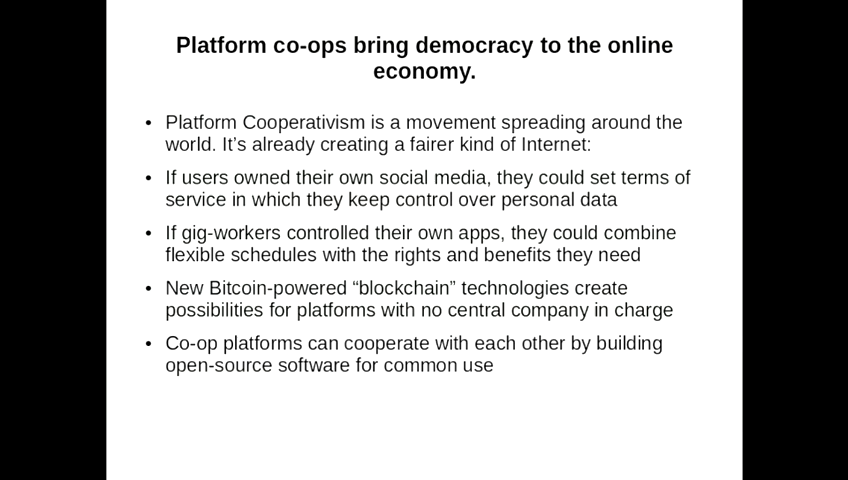 Platform co-ops bring democracy to the online
economy.
• Platform Cooperativism is a movement spreading around the
world. It’s already creating a fairer kind of Internet:
• If users owned their own social media, they could set terms of
service in which they keep control over personal data
• If gig-workers controlled their own apps, they could combine
flexible schedules with the rights and benefits they need
• New Bitcoin-powered “blockchain” technologies create
possibilities for platforms with no central company in charge
• Co-op platforms can cooperate with each other by building
open-source software for common use